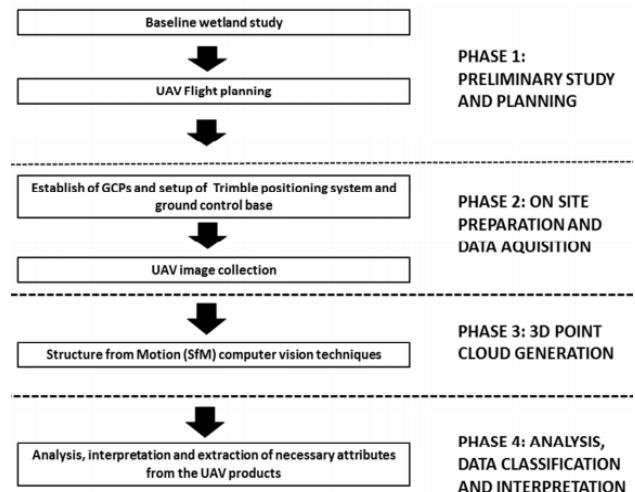 Baseline wetland study
UAV Flight planning
PHASE 1:
PRELIMINARY STUDY
AND PLANNING
Establish of GCPs and setup of Trimble positioning system and
ground control base
UAV image collection
PHASE 2: ON SITE
PREPARATION AND
DATA AQUISITION
Structure from Motion (SfM) computer vision techniques
PHASE 3: 3D POINT
CLOUD GENERATION
Analysis, interpretation and extraction of necessary attributes
from the UAV products
PHASE 4: ANALYSIS,
DATA CLASSIFICATION
AND INTERPRETATION